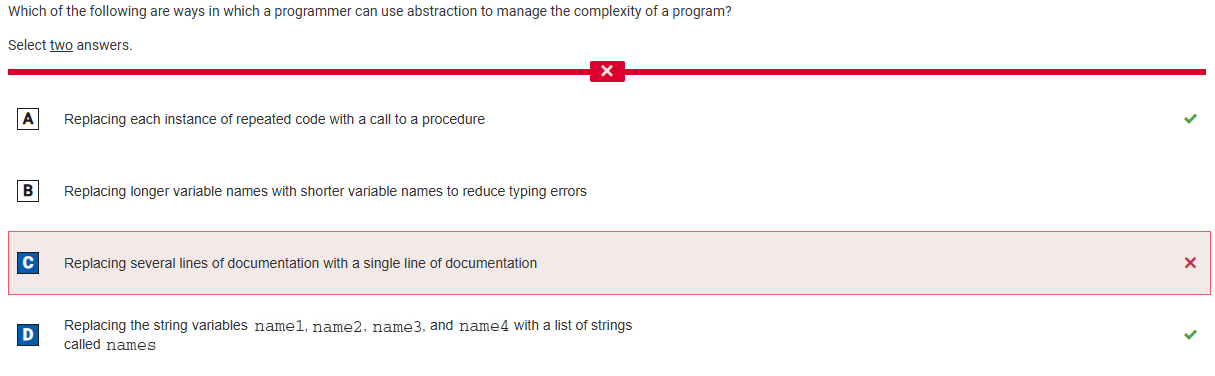 Which of the following are ways in which a programmer can use abstraction to manage the complexity of a program?
Select two answers.
A Replacing each instance of repeated code with a call to a procedure
B Replacing longer variable names with shorter variable names to reduce typing errors
C Replacing several lines of documentation with a single line of documentation
D Replacing the string variables name1, name2, name3, and name4 with a list of strings
called names